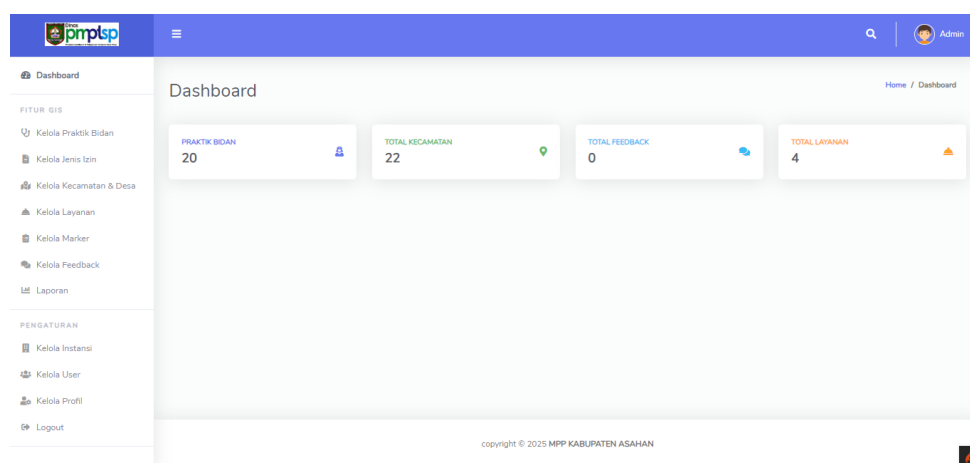 Dinas
pmptsp
Admin
Dashboard
FITUR GIS
Kelola Praktik Bidan
Kelola Jenis Izin
Kelola Kecamatan & Desa
Kelola Layanan
Kelola Marker
Kelola Feedback
Laporan
PENGATURAN
Kelola Instansi
Kelola User
Kelola Profil
Logout
Dashboard
Home / Dashboard
PRAKTIK BIDAN
20
TOTAL KECAMATAN
22
TOTAL FEEDBACK
0
TOTAL LAYANAN
4
copyright © 2025 MPP KABUPATEN ASAHAN